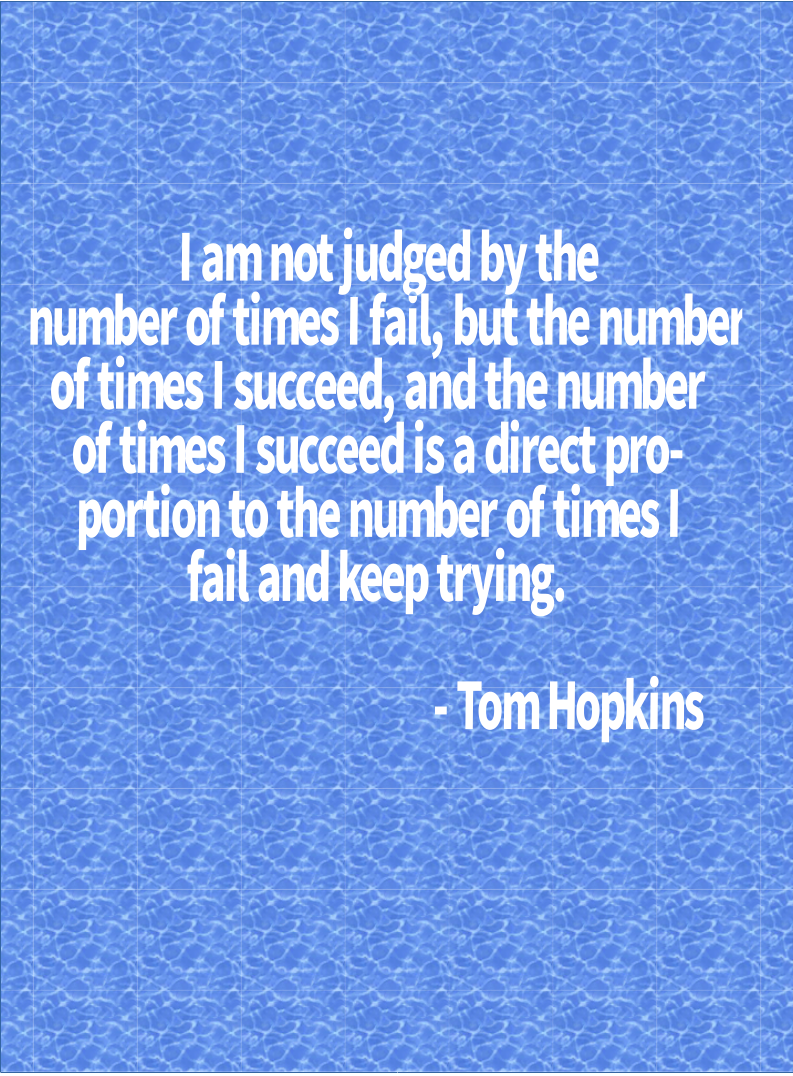 I am not judged by the
number of times I fail, but the number
of times I succeed, and the number
of times I succeed is a direct pro-
portion to the number of times I
fail and keep trying.
- Tom Hopkins